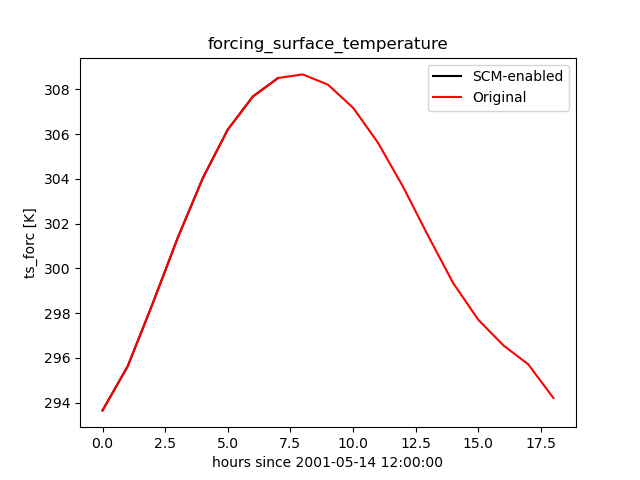 forcing_surface_temperature
SCM-enabled
Original
ts_forc [K]
308
306
304
302
300
298
296
294
0.0 2.5 5.0 7.5 10.0 12.5 15.0 17.5
hours since 2001-05-14 12:00:00